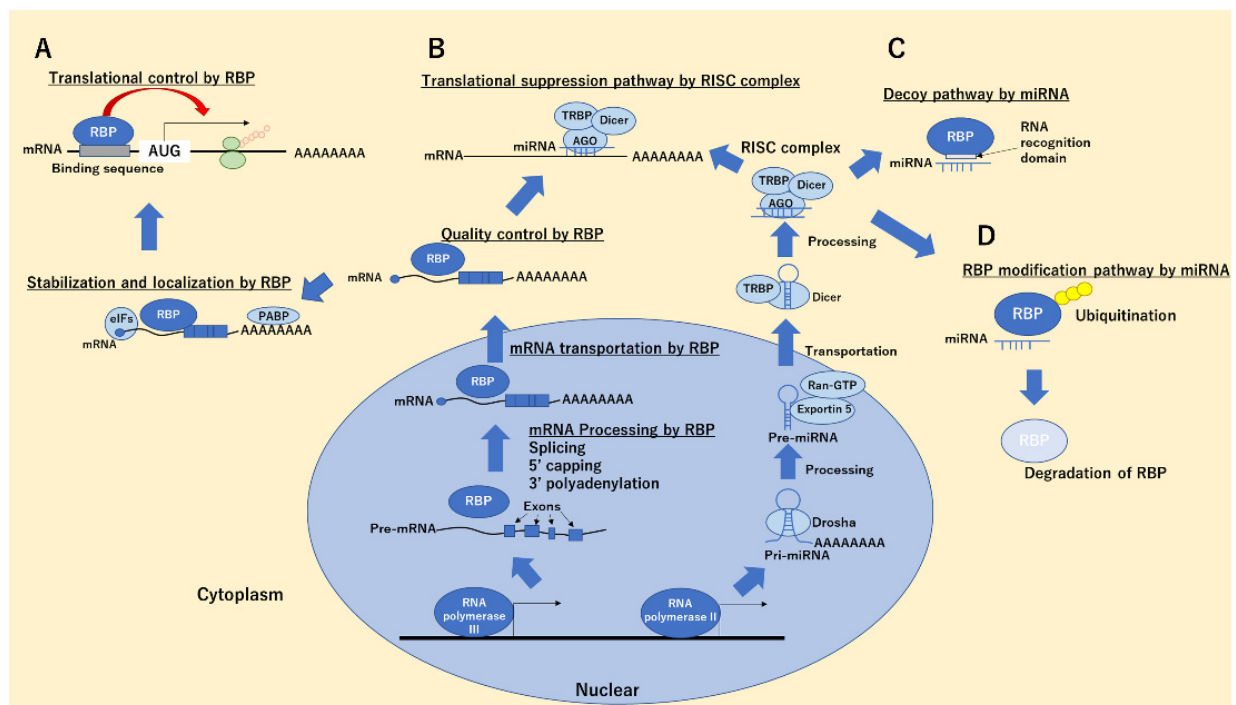 A
Translational control by RBP
RBP
mRNA
AUG
AAAAAAAA
Binding sequence
Stabilization and localization by RBP
eIFs
RBP
PABP
AAAAAAAA
mRNA
B
Translational suppression pathway by RISC complex
TRBP
Dicer
miRNA
AGO
mRNA
AAAAAAAA
RISC complex
TRBP
Dicer
AGO
Processing
Quality control by RBP
RBP
mRNA
AAAAAAAA
TRBP
Dicer
mRNA transportation by RBP
RBP
mRNA
AAAAAAAA
Transportation
Ran-GTP
Exportin 5
Pre-miRNA
mRNA Processing by RBP
Splicing
5’ capping
3’ polyadenylation
Processing
RBP
Exons
Pre-mRNA
Drosha
AAAAAAAA
Pri-miRNA
RNA
polymerase
III
RNA
polymerase II
Cytoplasm
Nuclear
C
Decoy pathway by miRNA
RBP
RNA
recognition
domain
miRNA
D
RBP modification pathway by miRNA
RBP
Ubiquitination
miRNA
RBP
Degradation of RBP